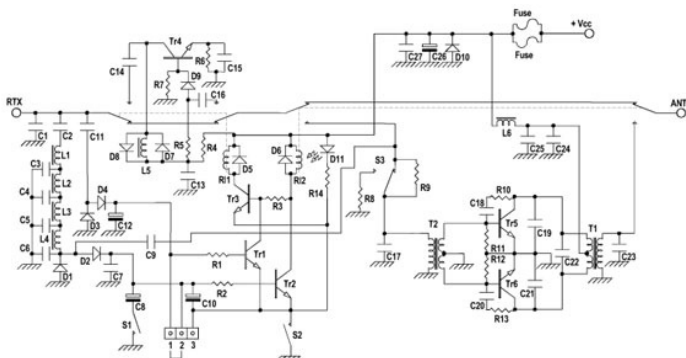 Fuse
+ Vcc
Fuse
Tr4
R6
C14
C15
D9
R7
C16
C27
C26
D10
RTX
ANT
C1
C2
C11
L1
C3
L2
C4
L3
C5
L4
C6
D1
D8
L5
D7
R5
R4
C13
D5
Rl1
D6
Rl2
D11
R14
Tr3
R3
S3
R8
R9
L6
C25
C24
D4
D3
C12
D2
C7
C9
R1
Tr1
R2
Tr2
C8
C10
S1
S2
1
2
3
C17
T2
R10
C18
Tr5
R11
R12
Tr6
C20
R13
C19
C21
C22
T1
C23